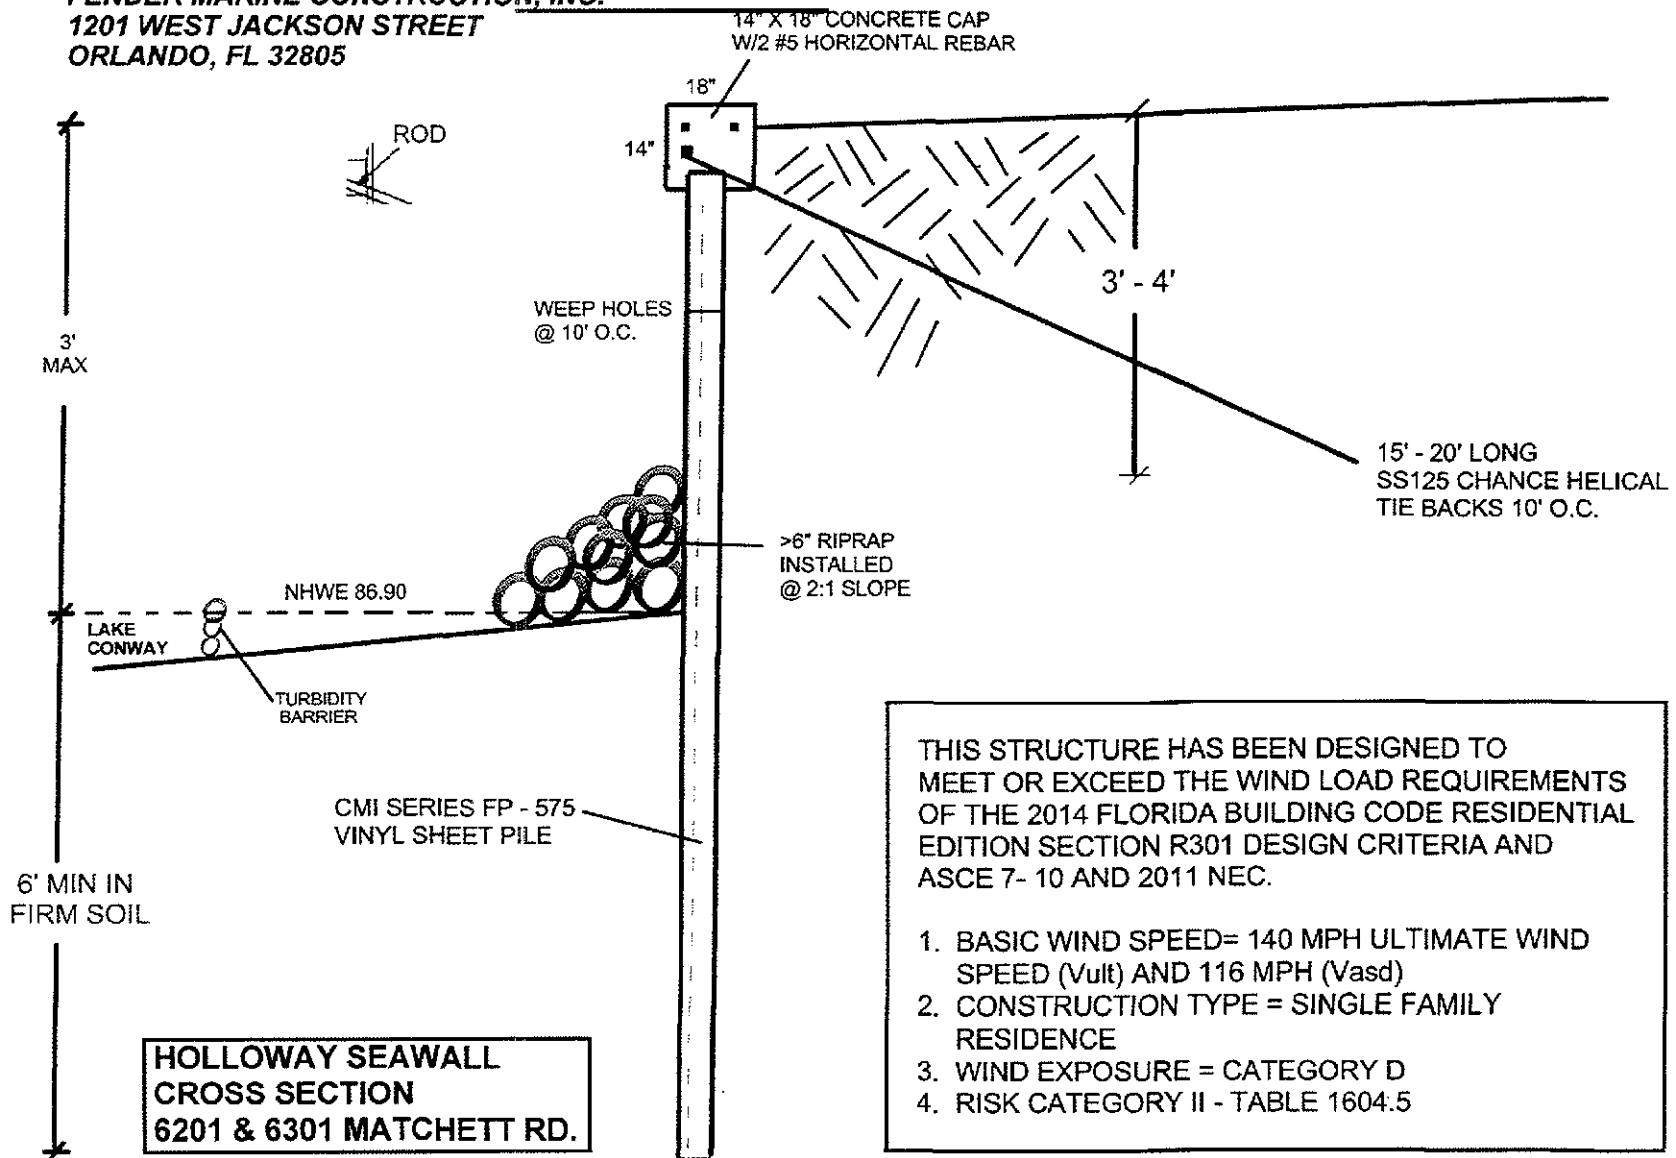 CONSTRUCTION, INC.
1201 WEST JACKSON STREET
ORLANDO, FL 32805
14" X 18" CONCRETE CAP
W/2 #5 HORIZONTAL REBAR
18"
ROD
14"
3' - 4'
WEEP HOLES
@ 10' O.C.
3'
MAX
15' - 20' LONG
SS125 CHANCE HELICAL
TIE BACKS 10' O.C.
>6" RIPRAP
INSTALLED
@ 2:1 SLOPE
NHWE 86.90
LAKE
CONWAY
TURBIDITY
BARRIER
CMI SERIES FP - 575
VINYL SHEET PILE
6' MIN IN
FIRM SOIL
THIS STRUCTURE HAS BEEN DESIGNED TO
MEET OR EXCEED THE WIND LOAD REQUIREMENTS
OF THE 2014 FLORIDA BUILDING CODE RESIDENTIAL
EDITION SECTION R301 DESIGN CRITERIA AND
ASCE 7- 10 AND 2011 NEC.
1. BASIC WIND SPEED= 140 MPH ULTIMATE WIND
SPEED (Vult) AND 116 MPH (Vasd)
2. CONSTRUCTION TYPE = SINGLE FAMILY
RESIDENCE
3. WIND EXPOSURE = CATEGORY D
4. RISK CATEGORY II - TABLE 1604.5
HOLLOWAY SEAWALL
CROSS SECTION
6201 & 6301 MATCHETT RD.